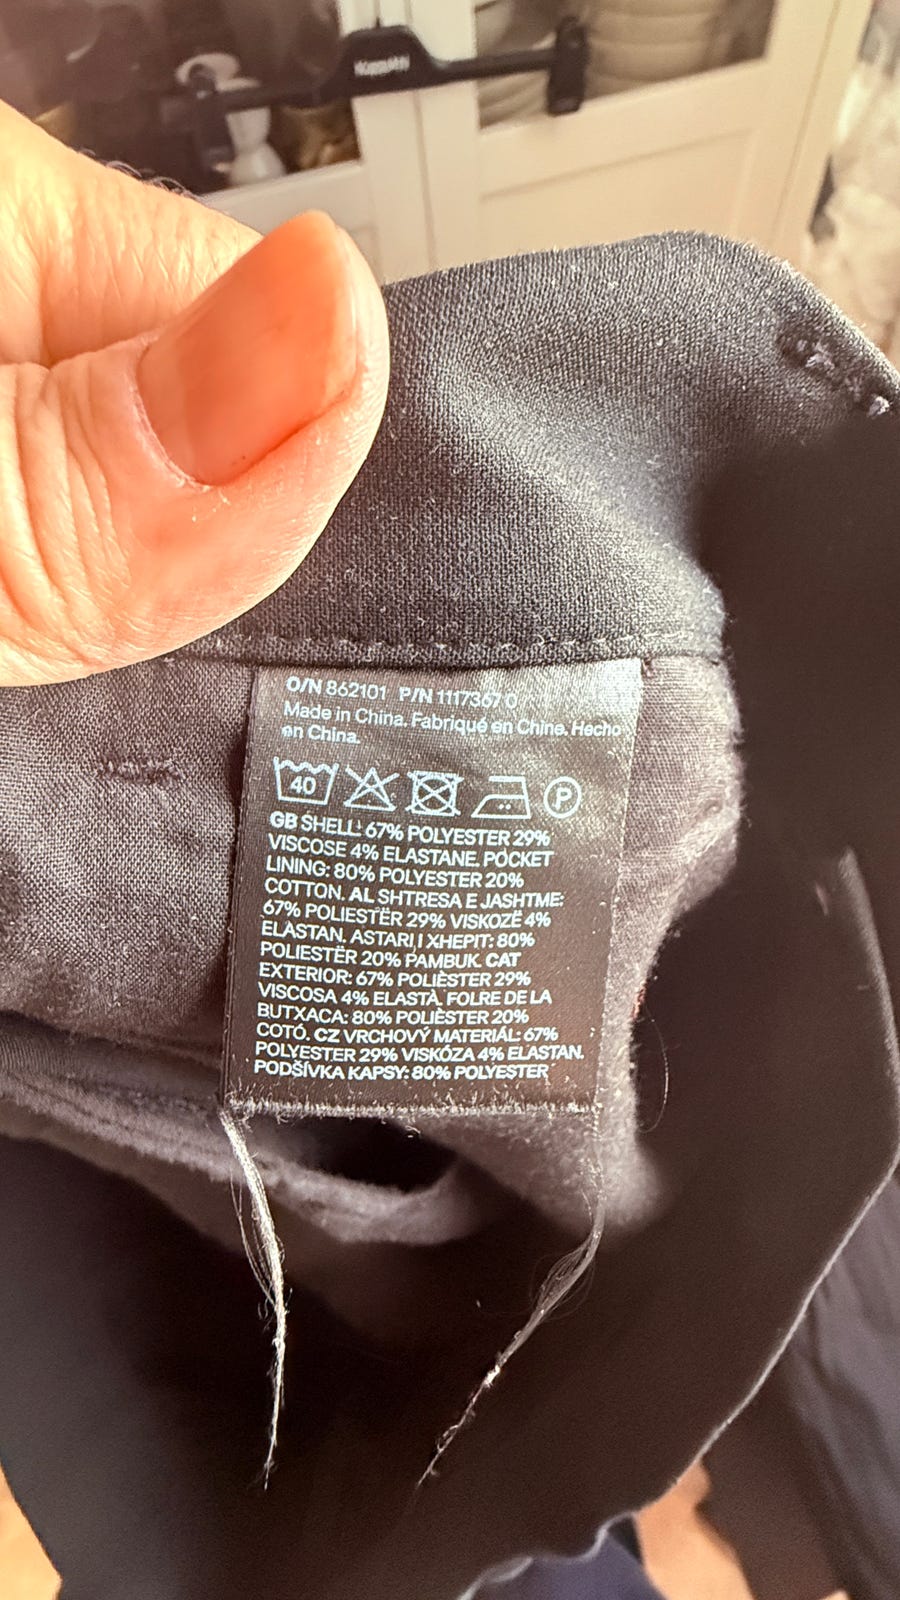 O/N 862101 P/N 1117367 0
Made in China. Fabriqué en Chine. Hecho
en China.
40 P
GB SHELL: 67% POLYESTER 29%
VISCOSE 4% ELASTANE. POCKET
LINING: 80% POLYESTER 20%
COTTON. AL SHTRESA E JASHTME:
67% POLIESTËR 29% VISKOZË 4%
ELASTAN. ASTARI I XHEPIT: 80%
POLIESTËR 20% PAMBUK. CAT
EXTERIOR: 67% POLIÈSTER 29%
VISCOSA 4% ELASTÀ. FOLRE DE LA
BUTXACA: 80% POLIÈSTER 20%
COTÓ. CZ VRCHOVÝ MATERIÁL: 67%
POLYESTER 29% VISKÓZA 4% ELASTAN.
PODŠÍVKA KAPSY: 80% POLYESTER